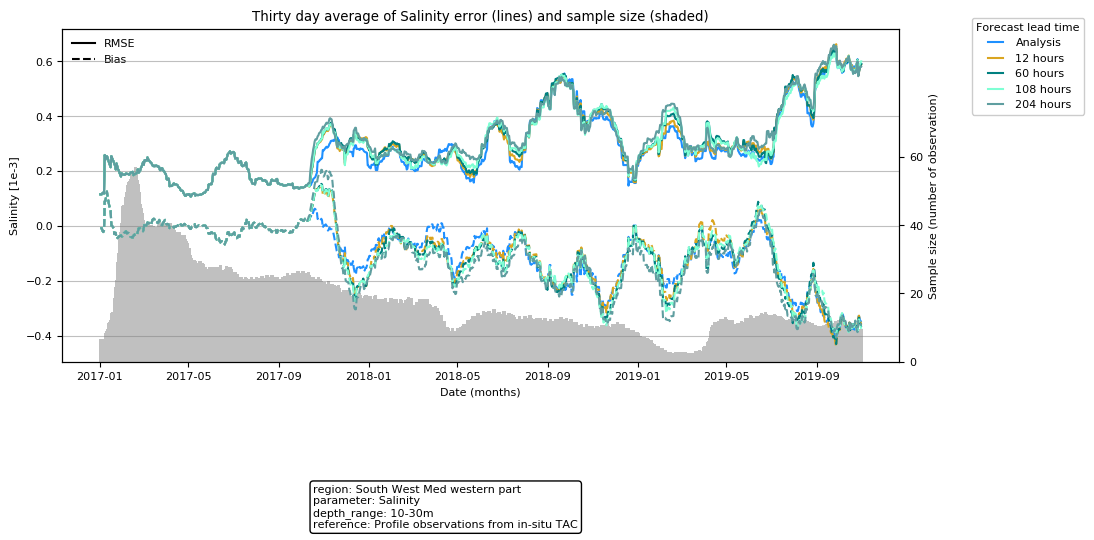 Thirty day average of Salinity error (lines) and sample size (shaded)
Forecast lead time
Analysis
12 hours
60 hours
108 hours
204 hours
RMSE
Bias
Salinity [1e-3]
0.6
0.4
0.2
0.0
−0.2
−0.4
Sample size (number of observation)
60
40
20
0
2017-01 2017-05 2017-09 2018-01 2018-05 2018-09 2019-01 2019-05 2019-09
Date (months)
region: South West Med western part
parameter: Salinity
depth_range: 10-30m
reference: Profile observations from in-situ TAC